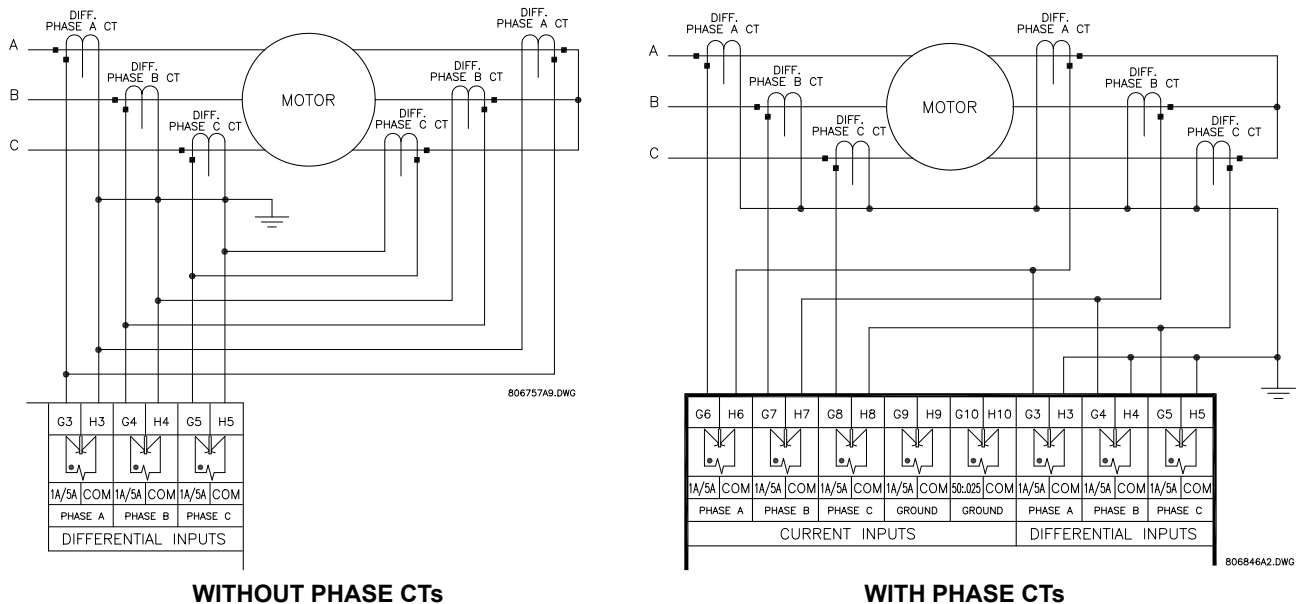 DIFF.
PHASE A CT
DIFF.
PHASE B CT
DIFF.
PHASE C CT
A
B
C
MOTOR
DIFF.
PHASE A CT
DIFF.
PHASE B CT
DIFF.
PHASE C CT
806757A9.DWG
G3 H3 G4 H4 G5 H5
1A/5A COM 1A/5A COM 1A/5A COM
PHASE A PHASE B PHASE C
DIFFERENTIAL INPUTS
WITHOUT PHASE CTs
DIFF.
PHASE A CT
DIFF.
PHASE B CT
DIFF.
PHASE C CT
A
B
C
MOTOR
DIFF.
PHASE A CT
DIFF.
PHASE B CT
DIFF.
PHASE C CT
G6 H6 G7 H7 G8 H8 G9 H9 G10 H10 G3 H3 G4 H4 G5 H5
1A/5A COM 1A/5A COM 1A/5A COM 1A/5A COM 50:.025 COM 1A/5A COM 1A/5A COM 1A/5A COM
PHASE A PHASE B PHASE C GROUND GROUND PHASE A PHASE B PHASE C
CURRENT INPUTS DIFFERENTIAL INPUTS
806846A2.DWG
WITH PHASE CTs